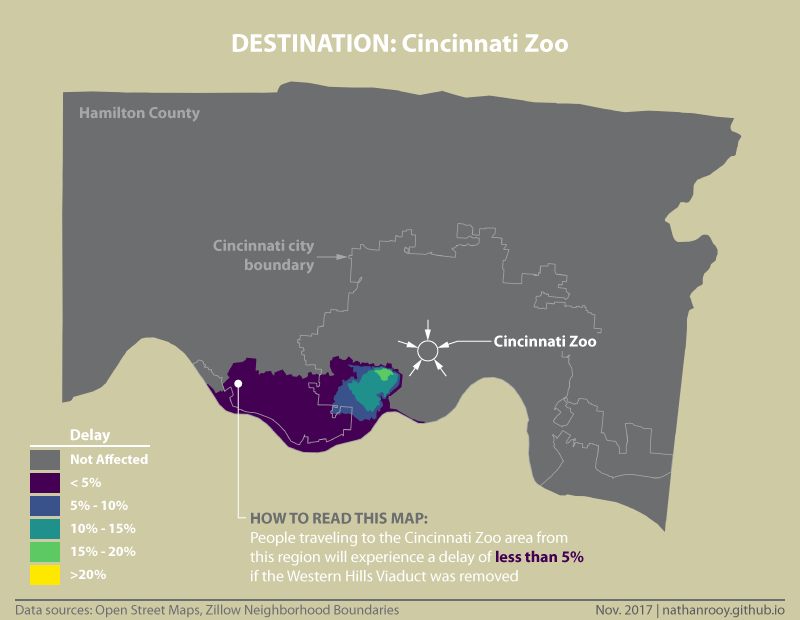 DESTINATION: Cincinnati Zoo
Hamilton County
Cincinnati city
boundary
Cincinnati Zoo
Delay
Not Affected
< 5%
5% - 10%
10% - 15%
15% - 20%
>20%
HOW TO READ THIS MAP:
People traveling to the Cincinnati Zoo area from
this region will experience a delay of less than 5%
if the Western Hills Viaduct was removed
Data sources: Open Street Maps, Zillow Neighborhood Boundaries
Nov. 2017 | nathanrooy.github.io